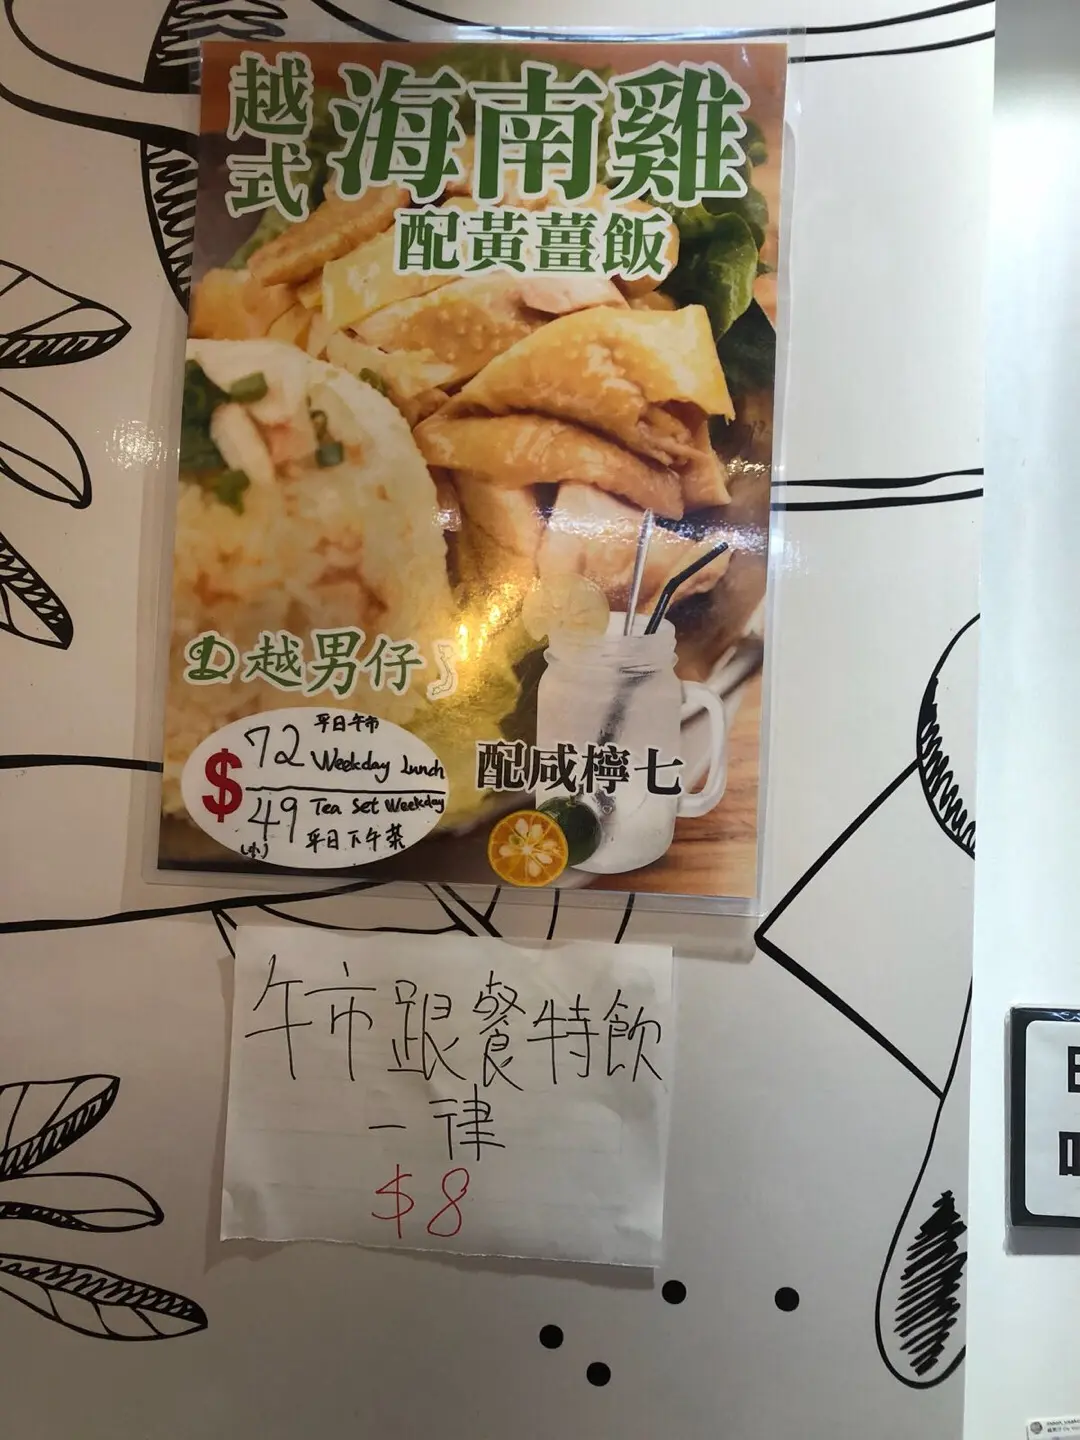 越式
海南雞
配黃薑飯
越男仔
$
72 平日午市
Weekday Lunch
49 Tea Set Weekday
(小) 平日下午茶
配咸檸七
午市跟餐特飲
一律
$8